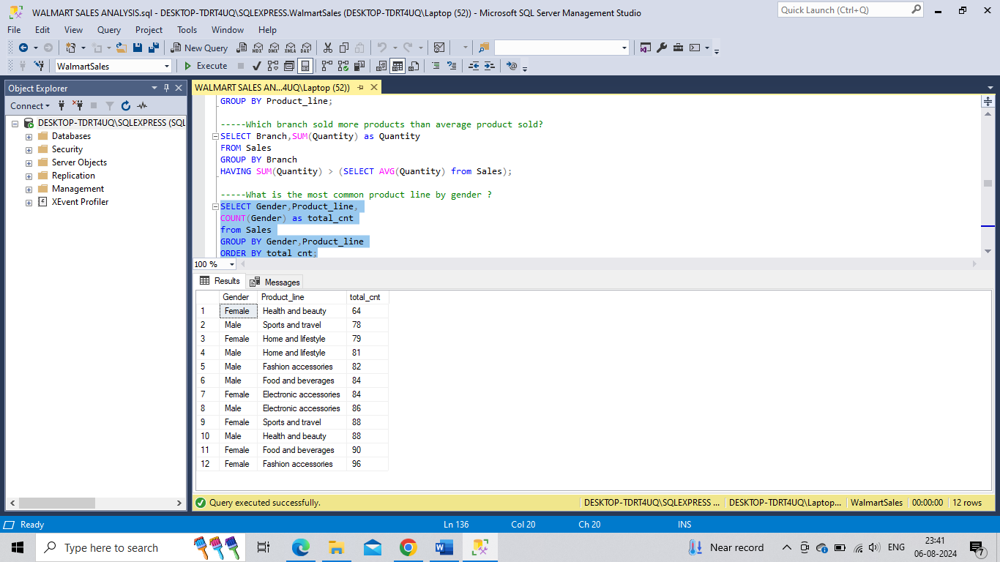 WALMART SALES ANALYSIS.sql - DESKTOP-TDRT4UQ\SQLEXPRESS.WalmartSales (DESKTOP-TDRT4UQ\Laptop (52)) - Microsoft SQL Server Management Studio
Quick Launch (Ctrl+Q)
File Edit View Query Project Tools Window Help
New Query MDX DMX XMLA DAX
WalmartSales Execute
Object Explorer
Connect
DESKTOP-TDRT4UQ\SQLEXPRESS (SQL
Databases
Security
Server Objects
Replication
Management
XEvent Profiler
WALMART SALES AN...4UQ\Laptop (52))
GROUP BY Product_line;
-----Which branch sold more products than average product sold?
SELECT Branch,SUM(Quantity) as Quantity
FROM Sales
GROUP BY Branch
HAVING SUM(Quantity) > (SELECT AVG(Quantity) from Sales);
-----What is the most common product line by gender ?
SELECT Gender,Product_line,
COUNT(Gender) as total_cnt
from Sales
GROUP BY Gender,Product_line
ORDER BY total_cnt;
100 %
Results Messages
Gender Product_line total_cnt
1 Female Health and beauty 64
2 Male Sports and travel 78
3 Female Home and lifestyle 79
4 Male Home and lifestyle 81
5 Male Fashion accessories 82
6 Male Food and beverages 84
7 Female Electronic accessories 84
8 Male Electronic accessories 86
9 Female Sports and travel 88
10 Male Health and beauty 88
11 Female Food and beverages 90
12 Female Fashion accessories 96
Query executed successfully. DESKTOP-TDRT4UQ\SQLEXPRESS ... DESKTOP-TDRT4UQ\Laptop... WalmartSales 00:00:00 12 rows
Ready Ln 136 Col 20 Ch 20 INS
Type here to search
Near record
ENG
23:41
06-08-2024
7